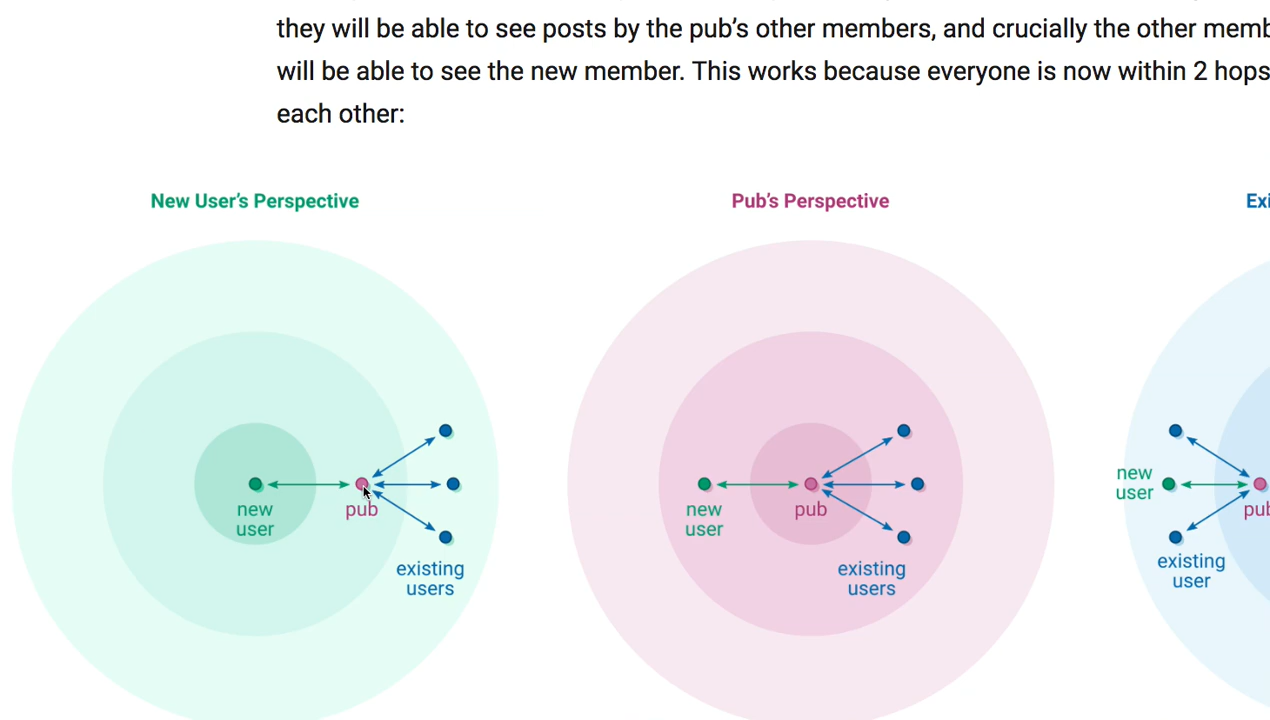 they will be able to see posts by the pub's other members, and crucially the other memb
will be able to see the new member. This works because everyone is now within 2 hops
each other:
New User's Perspective
Pub's Perspective
Exi
new
user
pub
existing
users
new
user
pub
existing
users
new
user
pub
existing
user